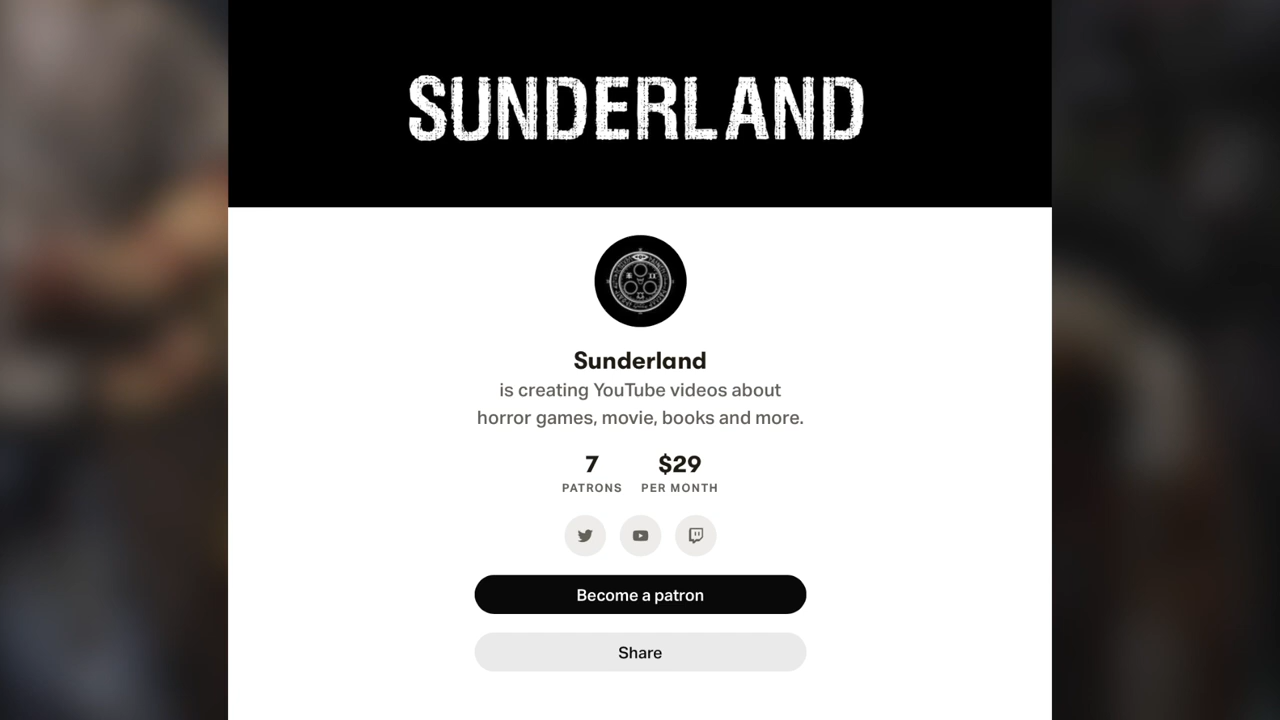 SUNDERLAND
Sunderland
is creating YouTube videos about
horror games, movie, books and more.
7 $29
PATRONS PER MONTH
Become a patron
Share